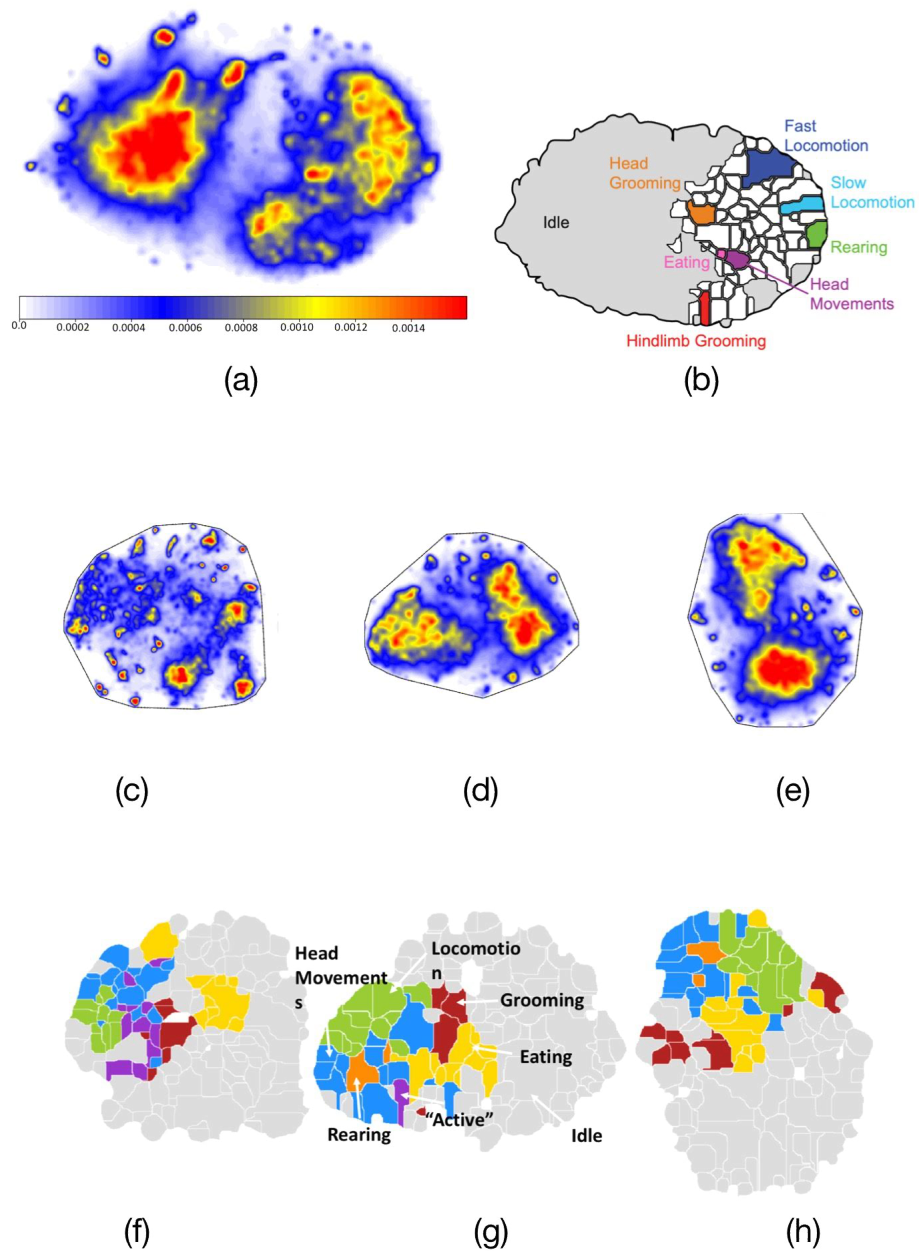 0.0 0.0002 0.0004 0.0006 0.0008 0.0010 0.0012 0.0014
(a)
Fast
Locomotion
Head
Grooming
Slow
Locomotion
Idle
Rearing
Eating
Head
Movements
Hindlimb Grooming
(b)
(c)
(d)
(e)
Head
Movement
s
Locomotio
n
Grooming
Eating
"Active"
Rearing
Idle
(f)
(g)
(h)